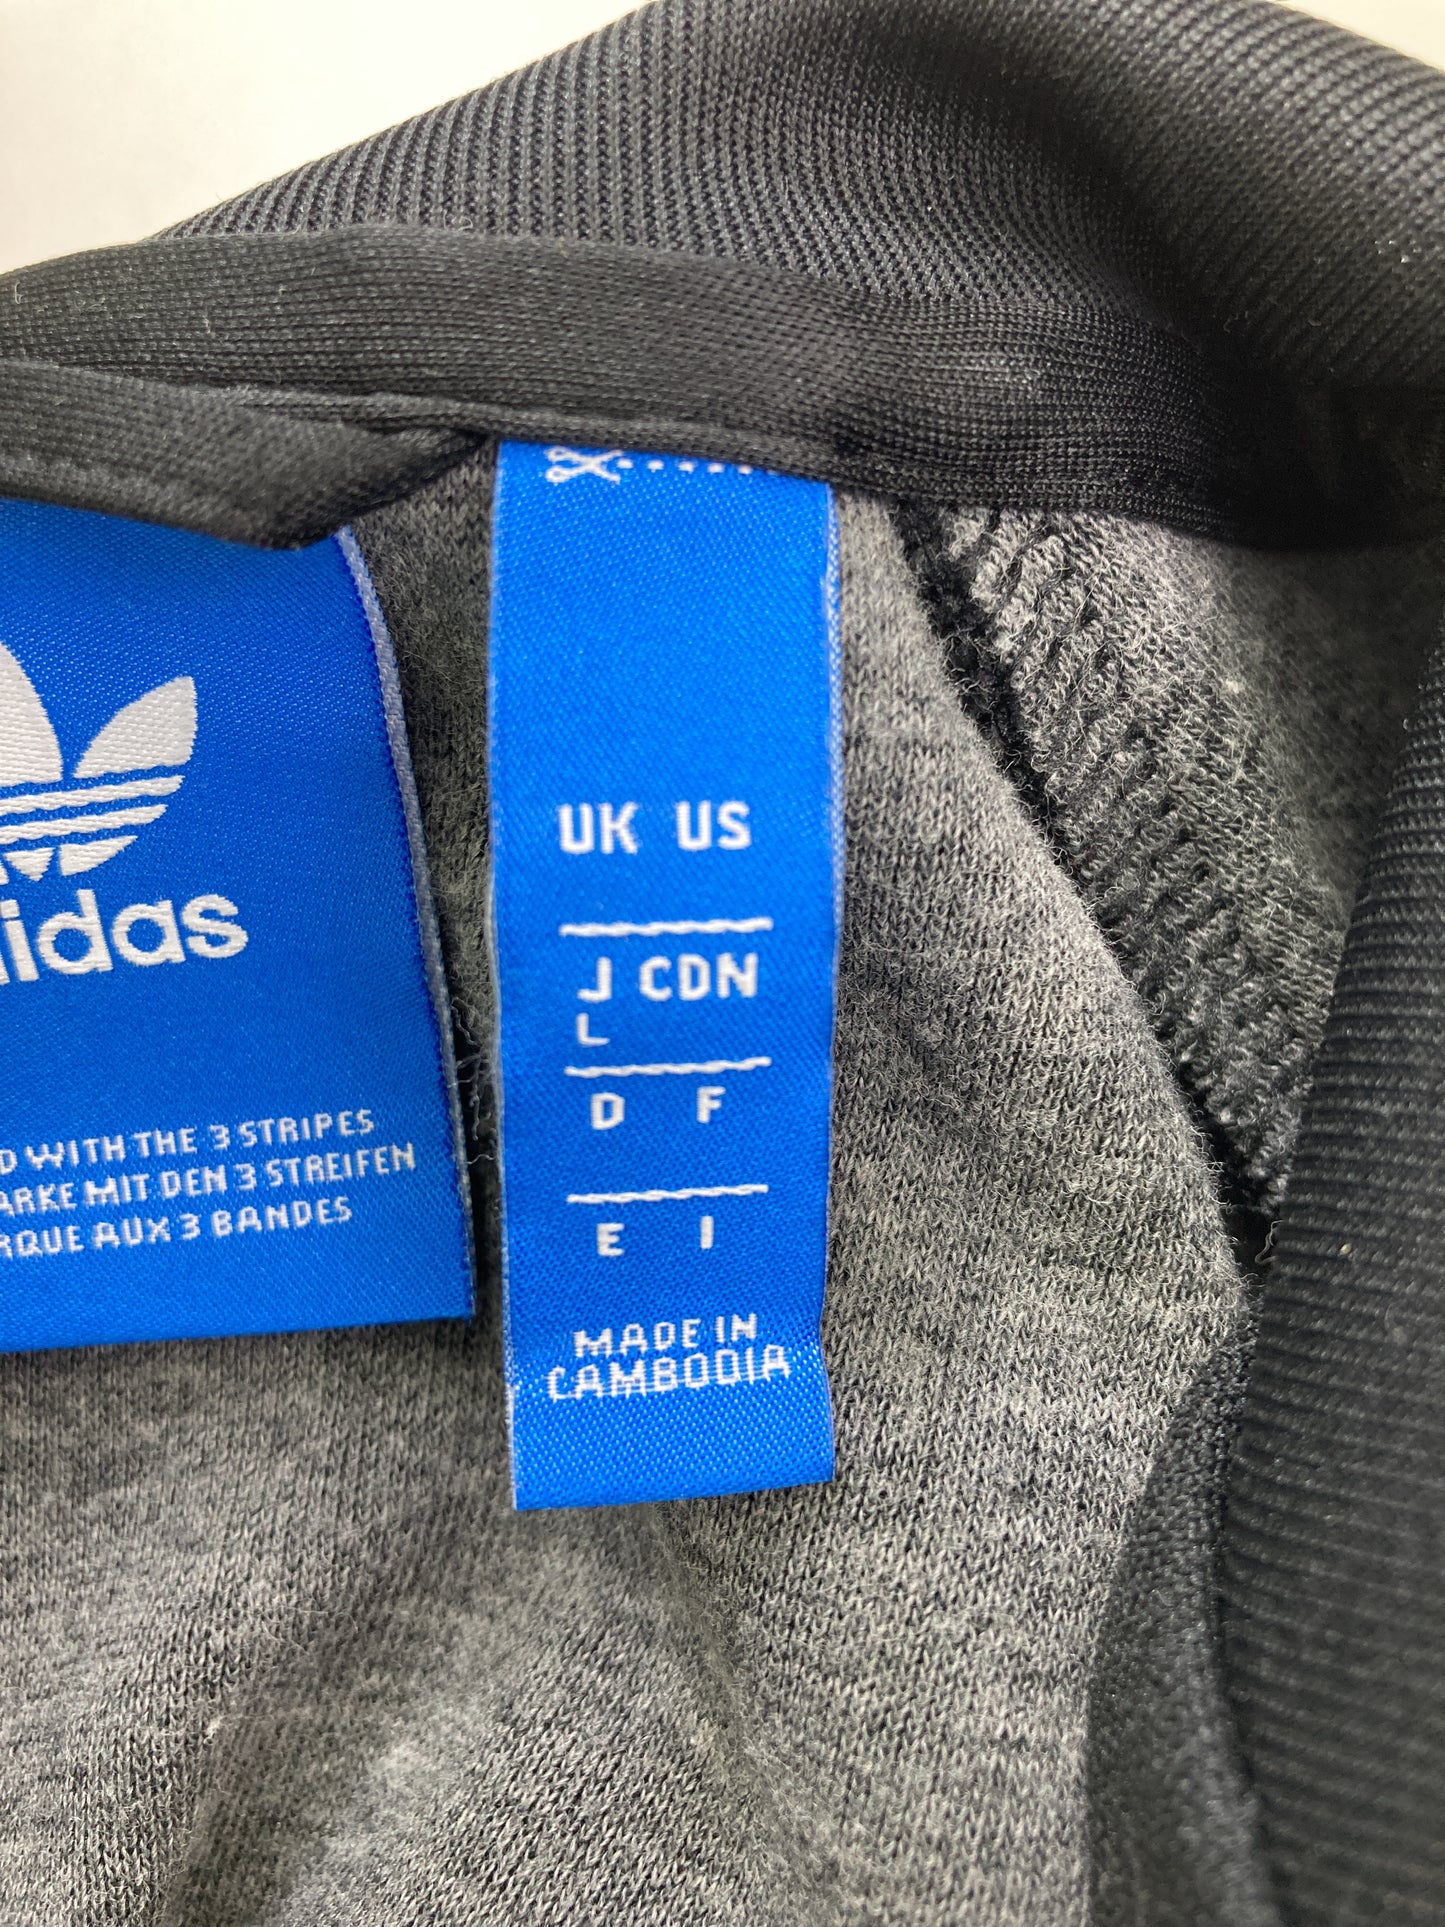 didas
D WITH THE 3 STRIPES
ARKE MIT DEN 3 STREIFEN
RQUE AUX 3 BANDES
UK US
J CDN
L
D F
E I
MADE IN
CAMBODIA